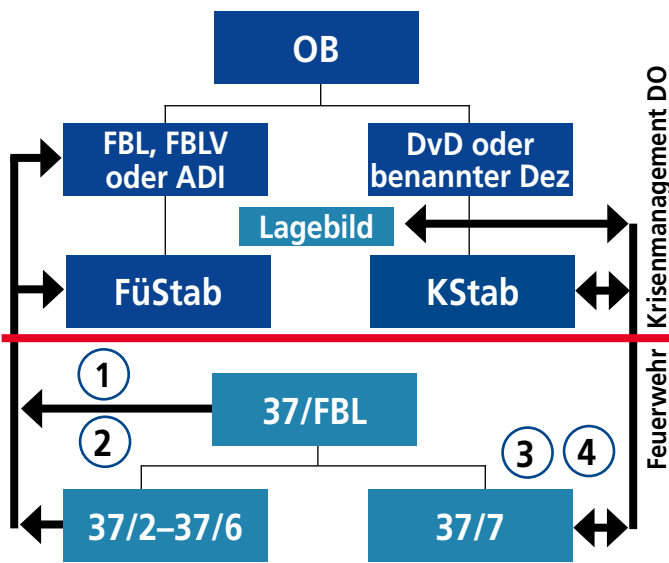 OB
FBL, FBLV
oder ADI
DvD oder
benannter Dez
Lagebild
FüStab
KStab
Krisenmanagement DO
1
37/FBL
2
3
4
37/2–37/6
37/7
Feuerwehr